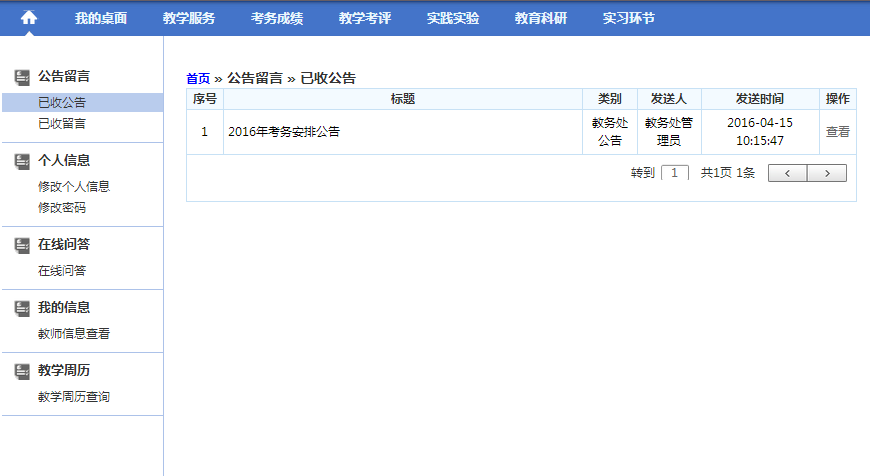 我的桌面 教学服务 考务成绩 教学考评 实践实验 教育科研 实习环节
公告留言
已收公告
已收留言
个人信息
修改个人信息
修改密码
在线问答
在线问答
我的信息
教师信息查看
教学周历
教学周历查询
首页 » 公告留言 » 已收公告
序号 标题 类别 发送人 发送时间 操作
1 2016年考务安排公告 教务处公告 教务处管理员 2016-04-15 10:15:47 查看
转到 1 共1页 1条 < >